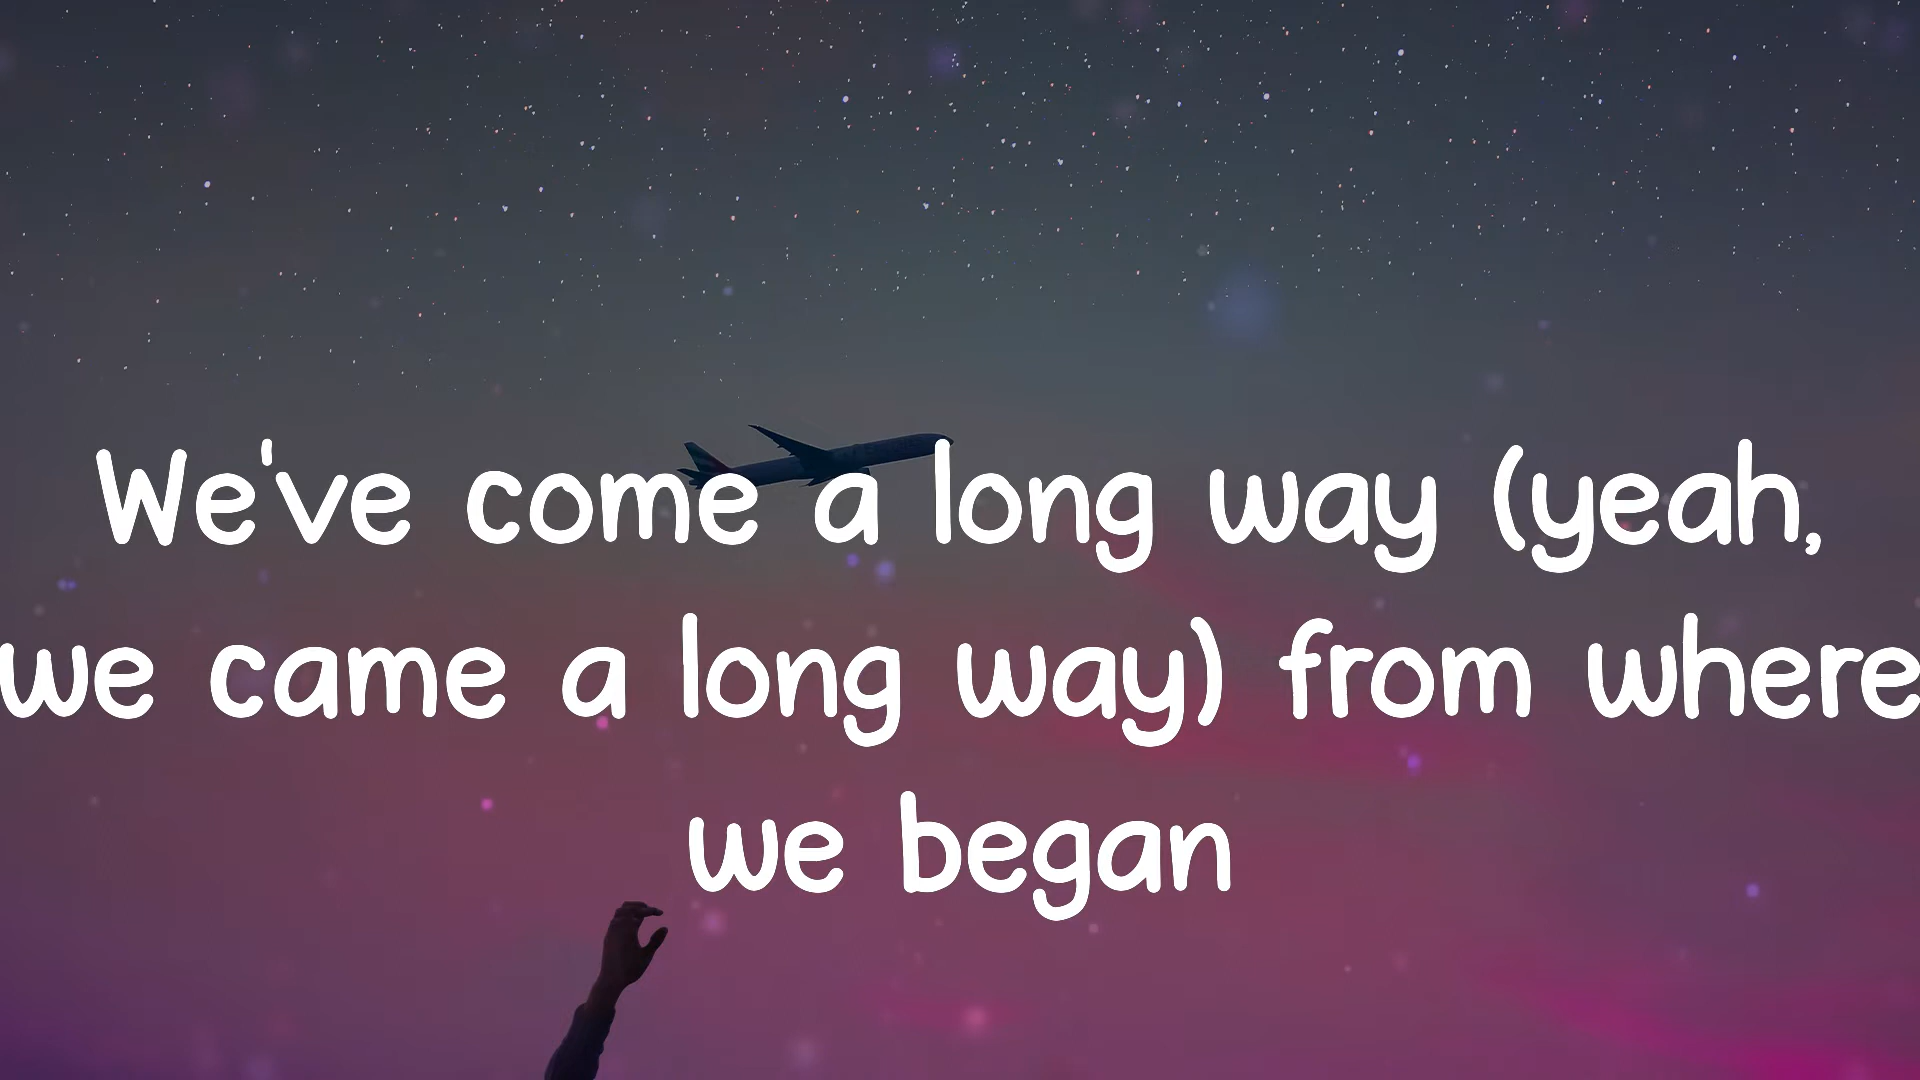 We've come a long way (yeah,
we came a long way) from where
we began